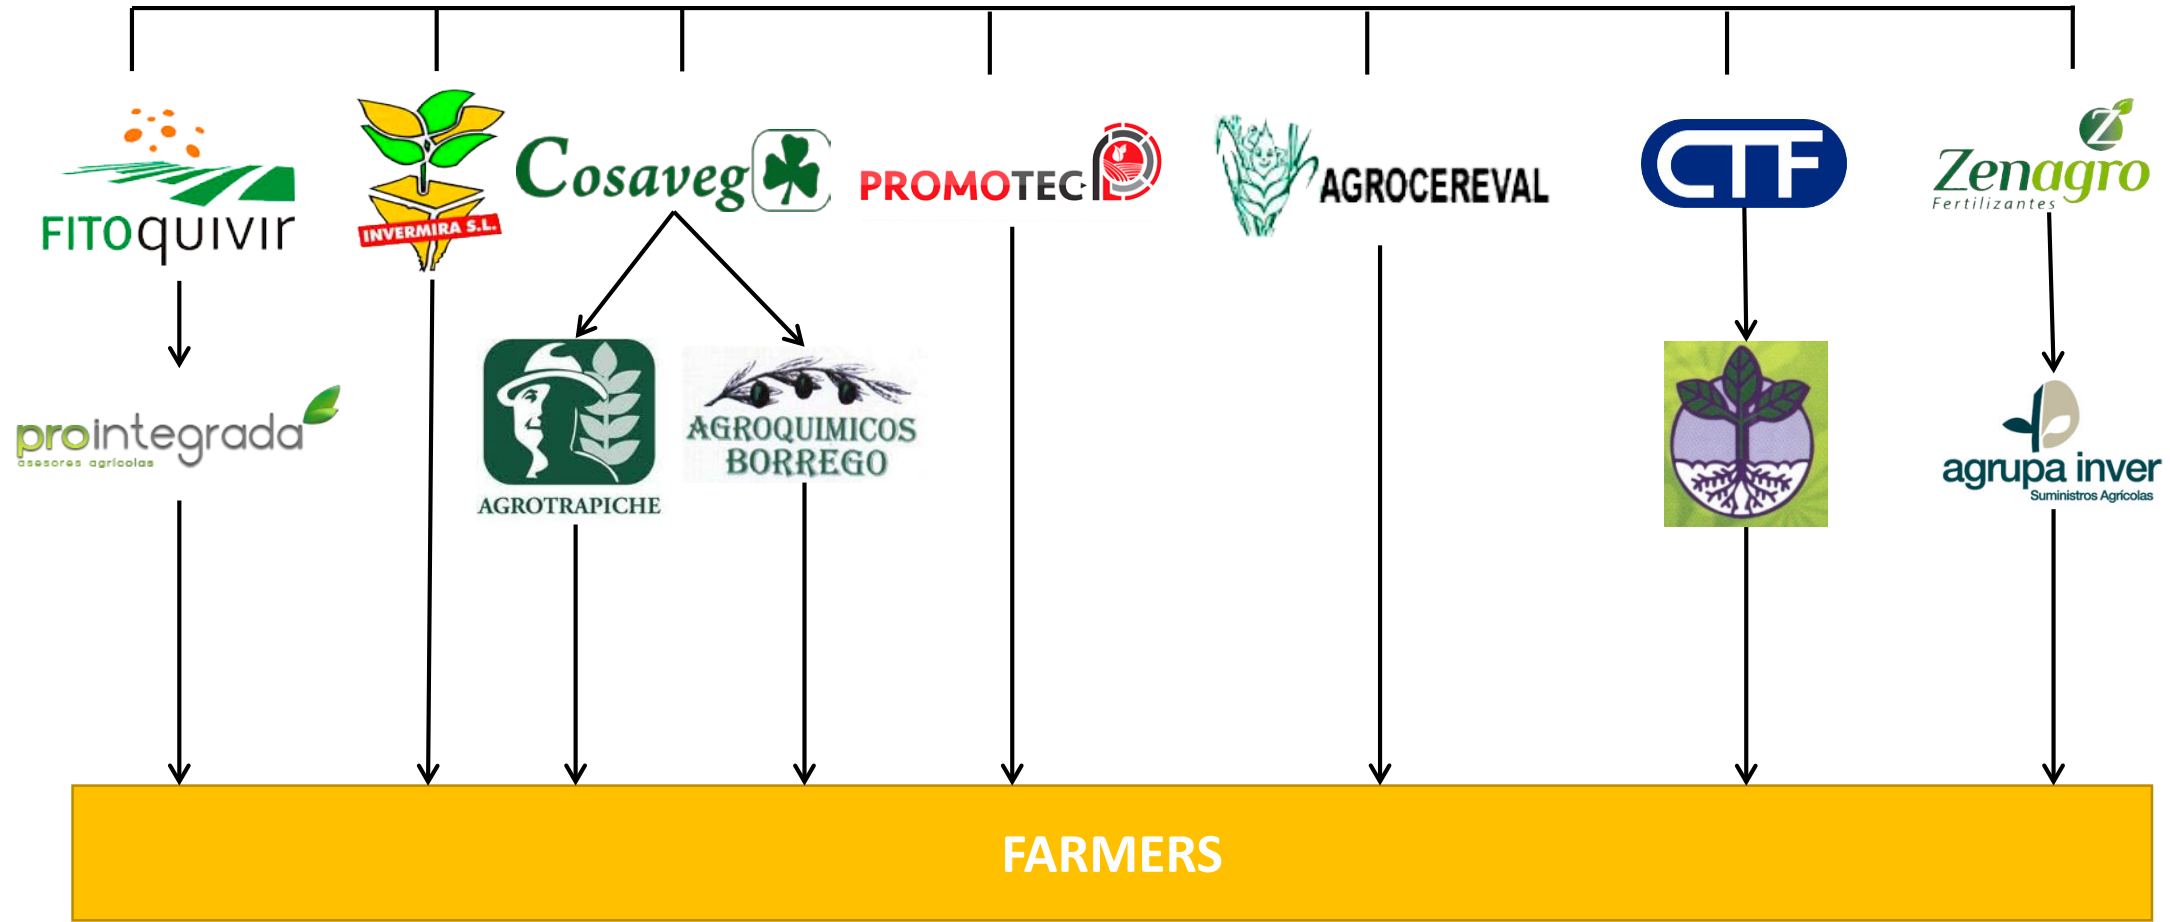 FITOQUIVIR
INVERMIRA S.L.
Cosaveg
PROMOTEC
AGROCEREVAL
CTF
Z
Zenagro
Fertilizantes
prointegrada
asesores agrícolas
AGROTRAPICHE
AGROQUIMICOS
BORREGO
agrupa inver
Suministros Agrícolas
FARMERS